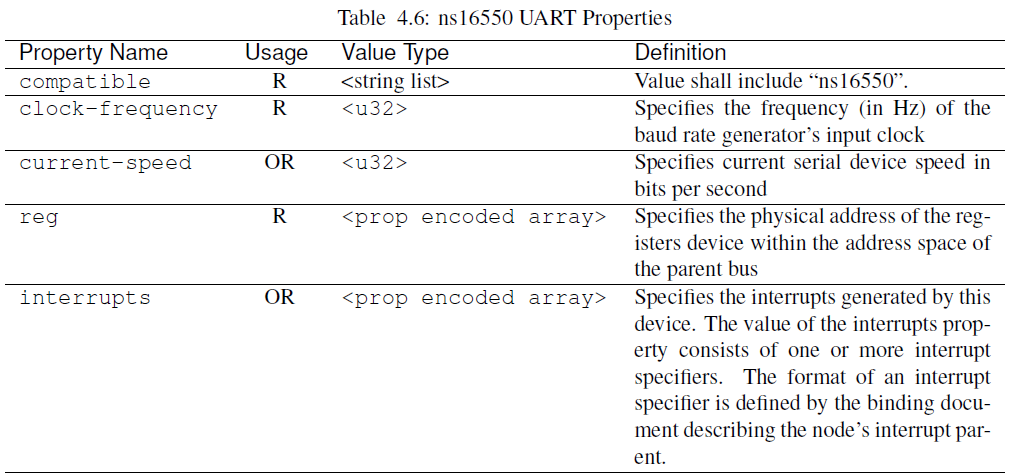 Table 4.6: ns16550 UART Properties
Property Name Usage Value Type Definition
compatible R <string list> Value shall include “ns16550”.
clock-frequency R <u32> Specifies the frequency (in Hz) of the
baud rate generator’s input clock
current-speed OR <u32> Specifies current serial device speed in
bits per second
reg R <prop encoded array> Specifies the physical address of the reg-
isters device within the address space of
the parent bus
interrupts OR <prop encoded array> Specifies the interrupts generated by this
device. The value of the interrupts prop-
erty consists of one or more interrupt
specifiers. The format of an interrupt
specifier is defined by the binding docu-
ment describing the node’s interrupt par-
ent.